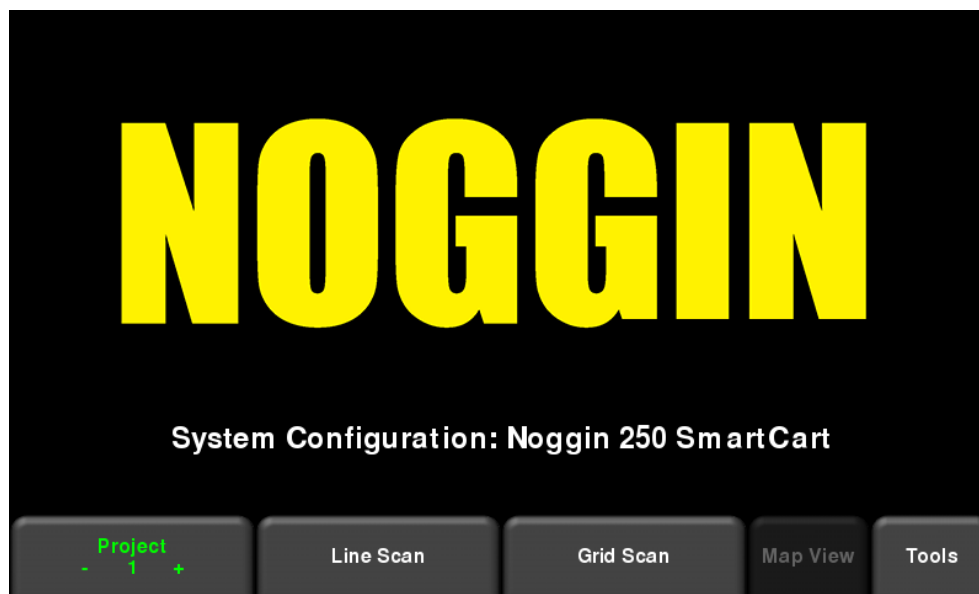 NOGGIN
System Configuration: Noggin 250 SmartCart
Project
- 1 +
Line Scan
Grid Scan
Map View
Tools